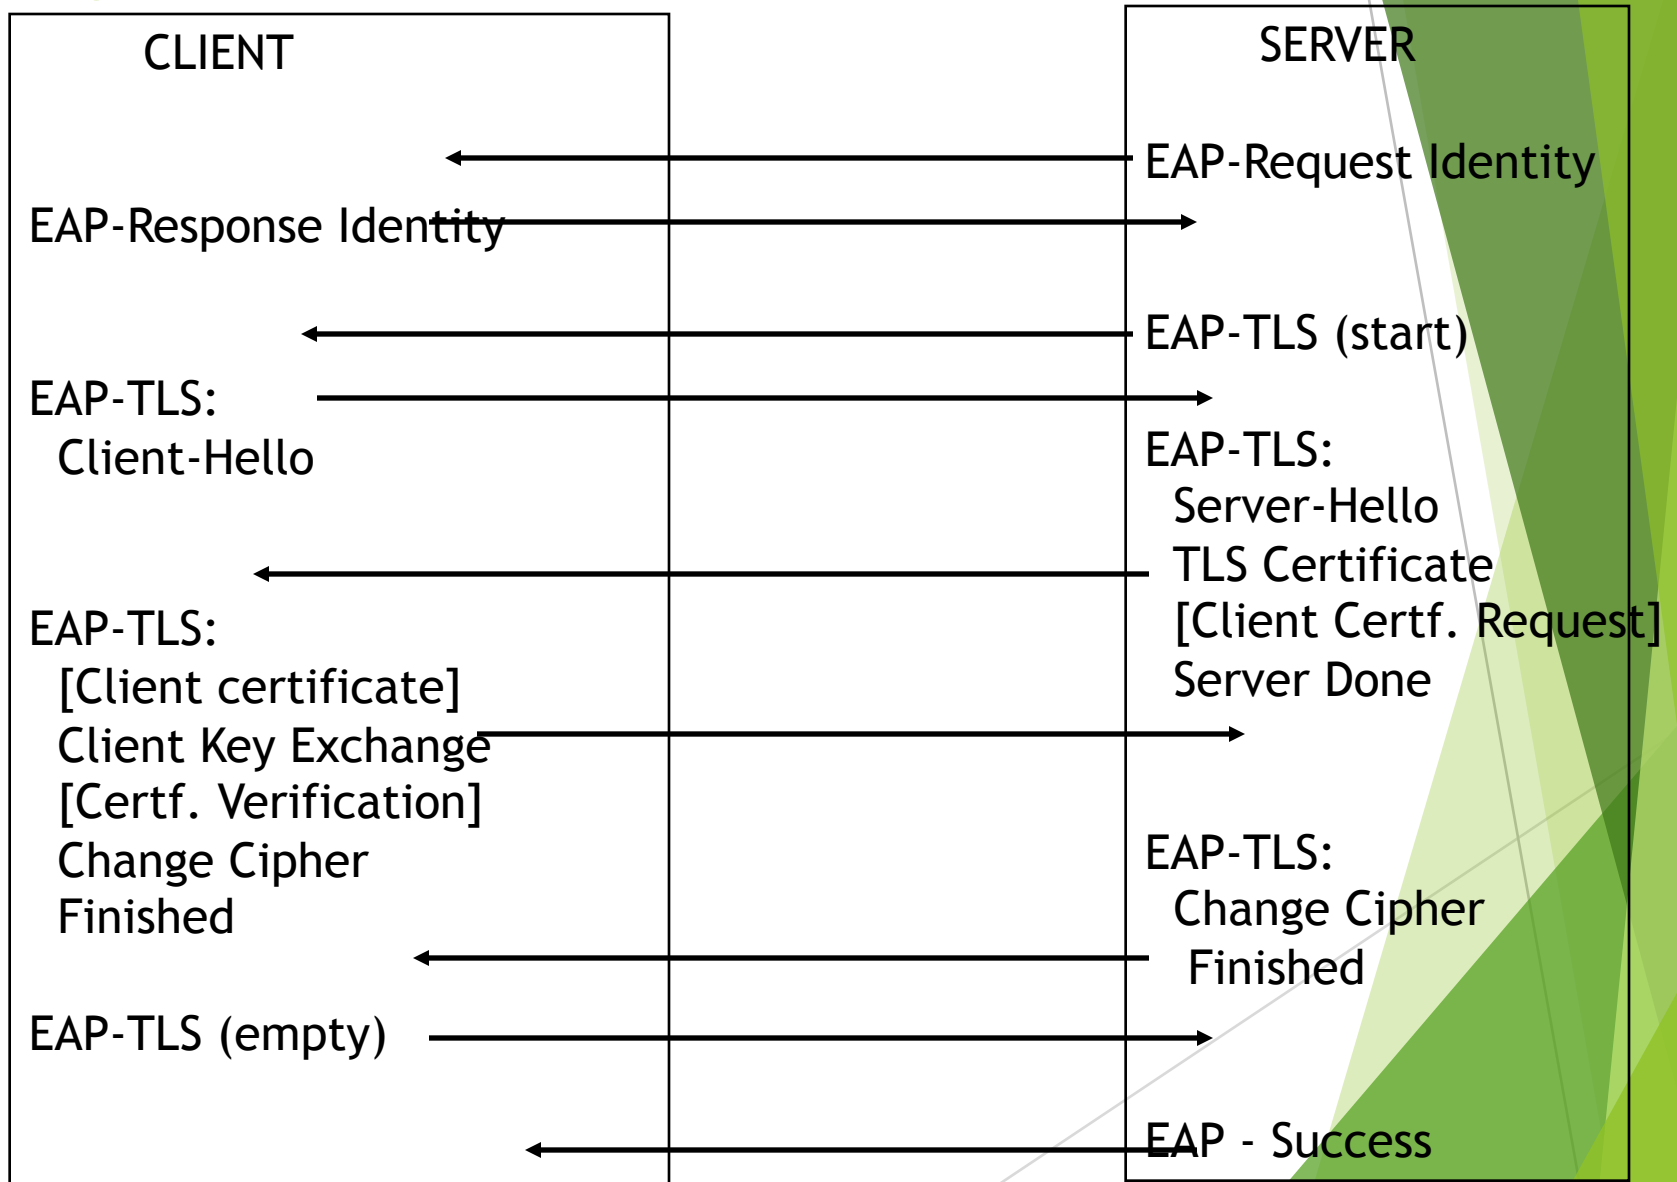 CLIENT
SERVER
EAP-Request Identity
EAP-Response Identity
EAP-TLS (start)
EAP-TLS:
Client-Hello
EAP-TLS:
Server-Hello
TLS Certificate
[Client Certf. Request]
Server Done
EAP-TLS:
[Client certificate]
Client Key Exchange
[Certf. Verification]
Change Cipher
Finished
EAP-TLS:
Change Cipher
Finished
EAP-TLS (empty)
EAP - Success